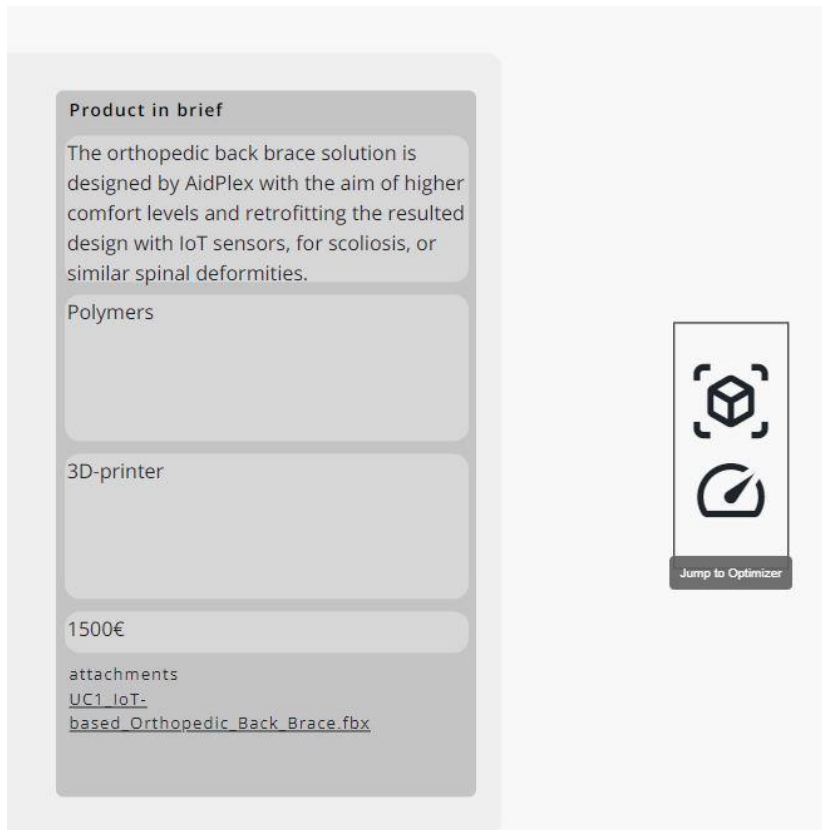 Product in brief
The orthopedic back brace solution is
designed by AidPlex with the aim of higher
comfort levels and retrofitting the resulted
design with IoT sensors, for scoliosis, or
similar spinal deformities.
Polymers
3D-printer
1500€
attachments
UC1_IoT-
based_Orthopedic_Back_Brace.fbx
Jump to Optimizer